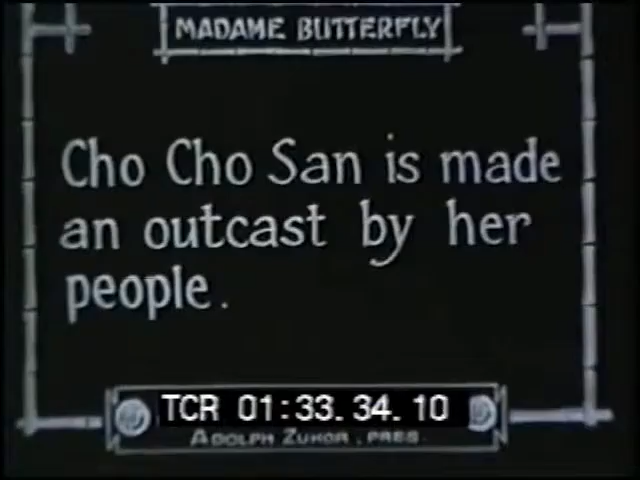 MADAME BUTTERFLY
Cho Cho San is made
an outcast by her
people.
TCR 01:33.34.10
ADOLPH ZUKOR, PRES.